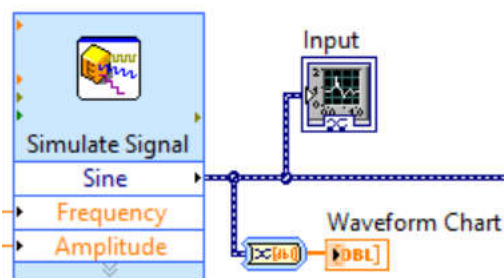 Input
Simulate Signal
Sine
Frequency
Amplitude
Waveform Chart
DBL